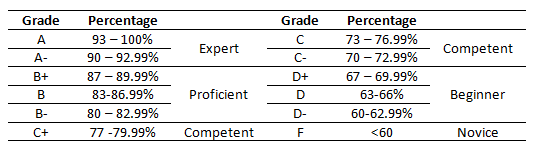 Grade Percentage Grade Percentage
A 93 – 100% Expert C 73 – 76.99% Competent
A- 90 – 92.99% C- 70 – 72.99%
B+ 87 – 89.99% Proficient D+ 67 – 69.99% Beginner
B 83-86.99% D 63-66%
B- 80 – 82.99% D- 60-62.99%
C+ 77 -79.99% Competent F <60 Novice